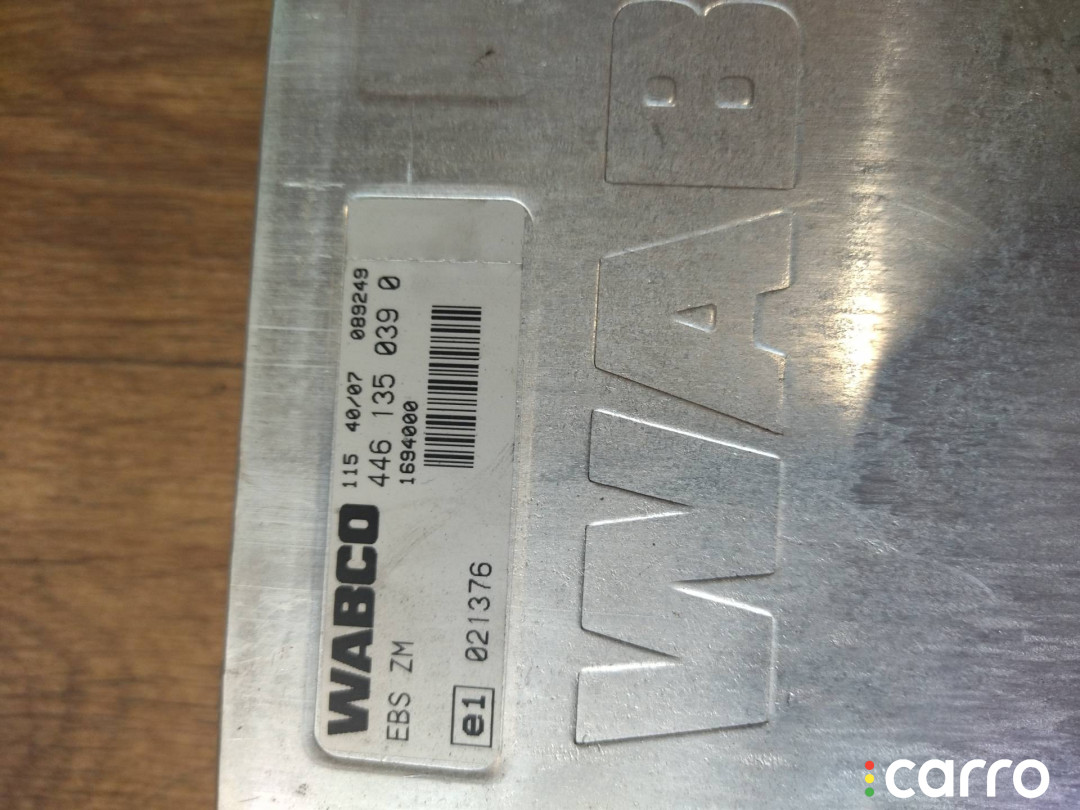 WABCO
115 40/07 089249
446 135 039 0
EBS ZM
1694000
e1 021376
WAB
carro